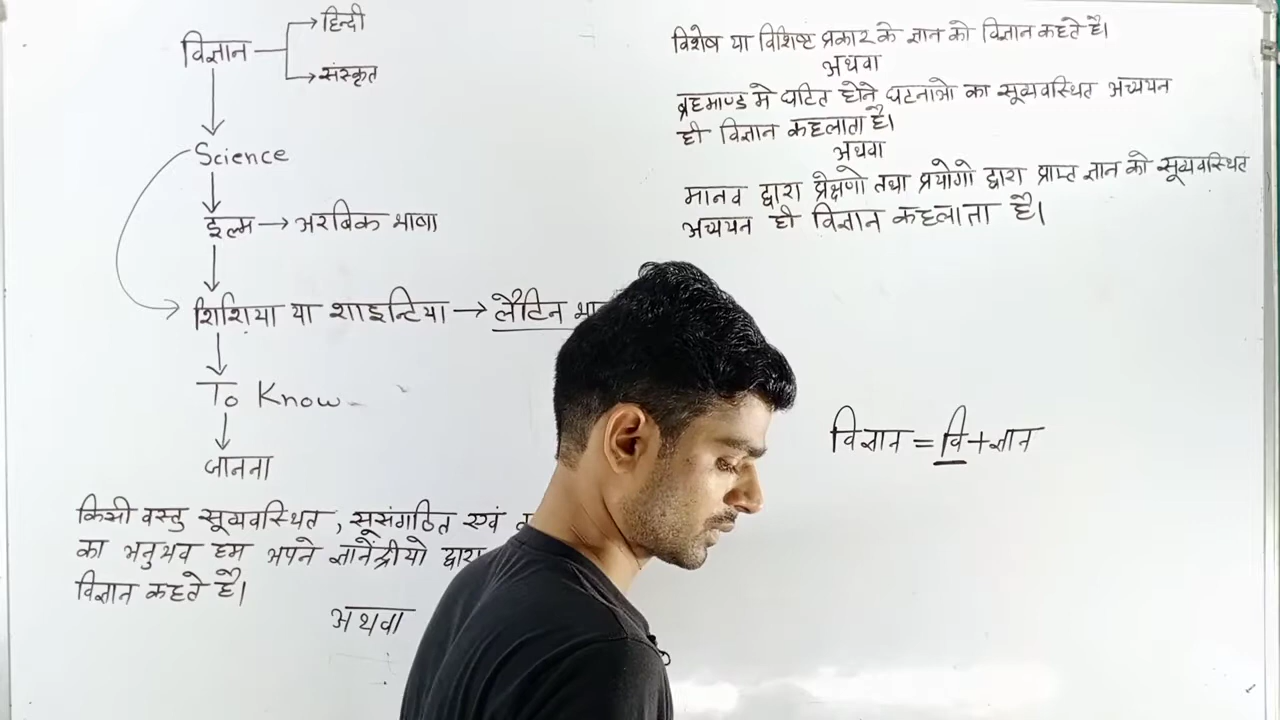 विज्ञान
हिन्दी
संस्कृत
Science
इल्म → अरबिक भाषा
शिशिया या शाइन्टिया → लैटिन
To Know
जानना
किसी वस्तु सूव्यवस्थित, सूसंगठित एवं
का अनुभव हम अपने ज्ञानेंद्रीयो द्वारा
विज्ञान कहते है।
अथवा
विशेष या विशिष्ट प्रकार के ज्ञान को विज्ञान कहते है।
अथवा
ब्रहमाण्ड मे घटित होने घटनाओ का सूव्यवस्थित अध्ययन
ही विज्ञान कहलाता है।
अथवा
मानव द्वारा प्रेक्षणो तथा प्रयोगो द्वारा प्राप्त ज्ञान को सूव्यवस्थित
अध्ययन ही विज्ञान कहलाता है।
विज्ञान = वि + ज्ञान